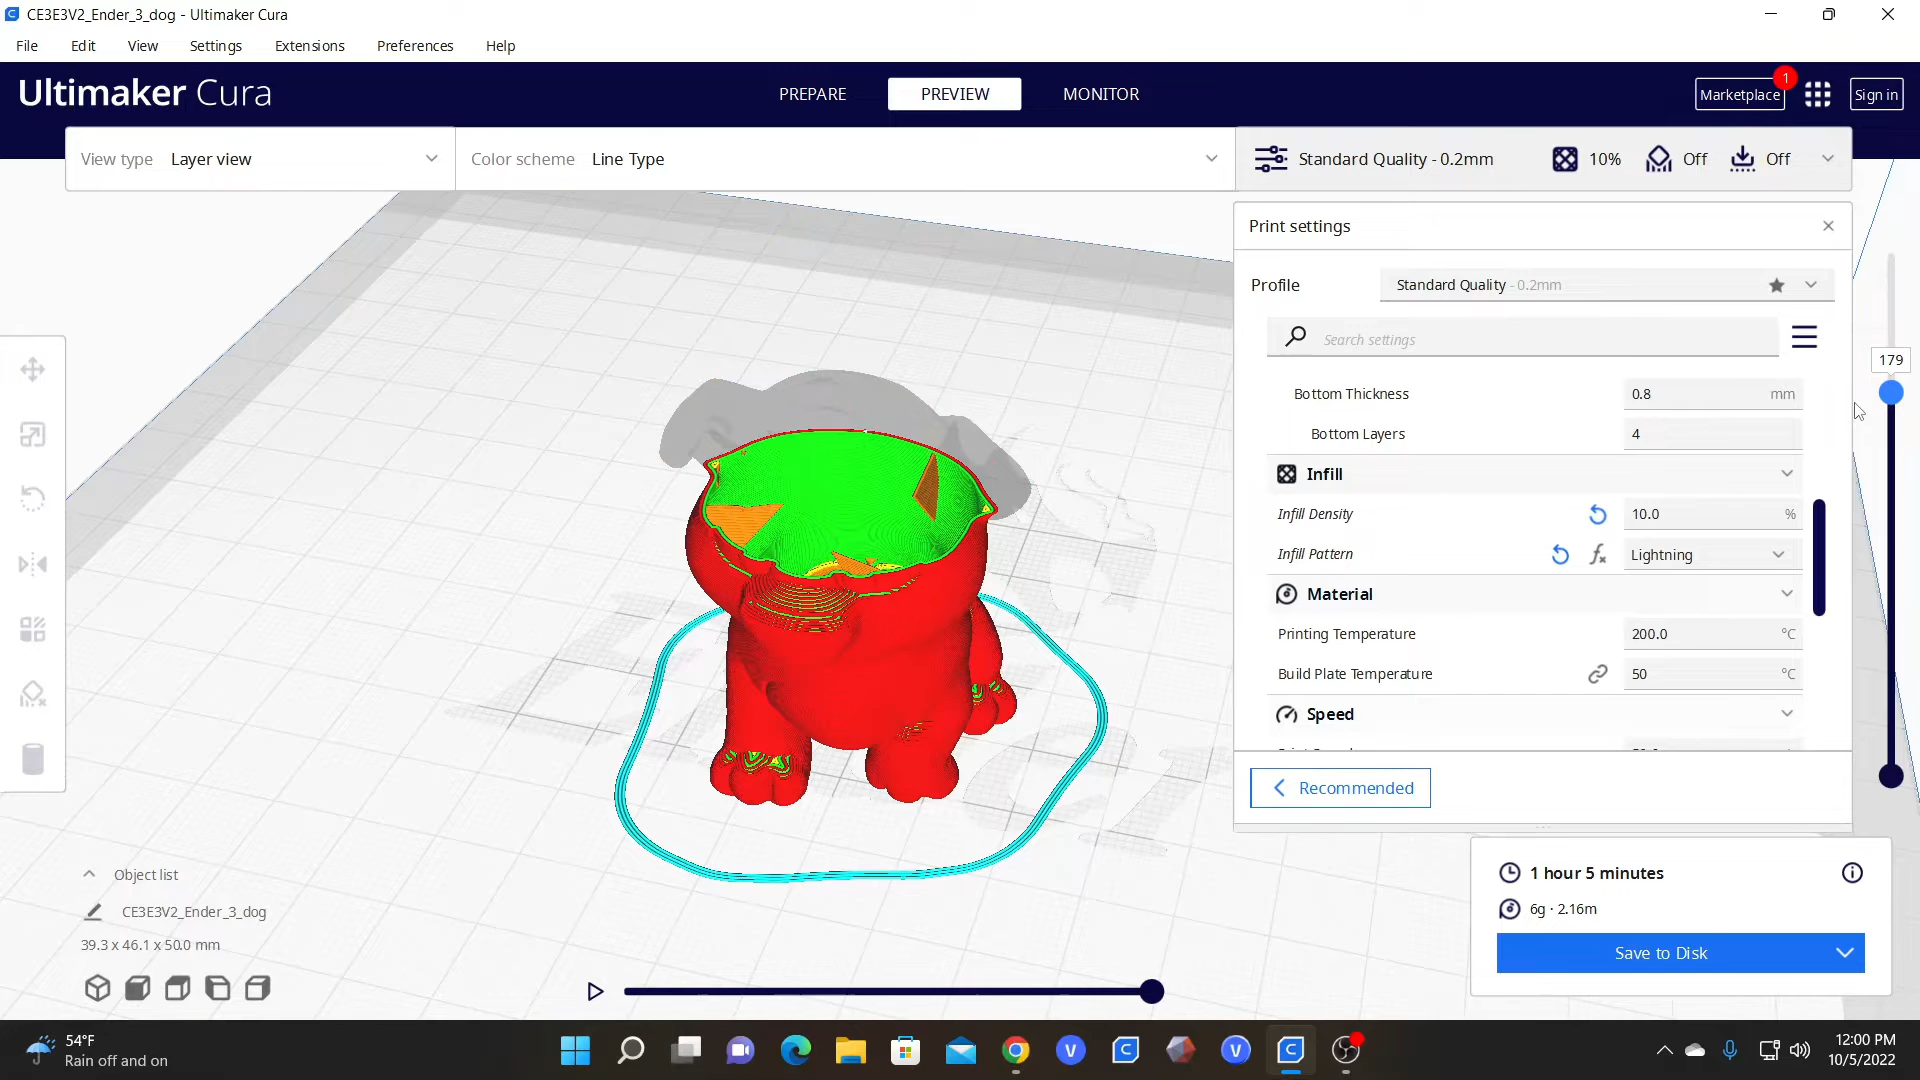 CE3E3V2_Ender_3_dog - Ultimaker Cura
File Edit View Settings Extensions Preferences Help
Ultimaker Cura
PREPARE PREVIEW MONITOR
Marketplace 1 Sign in
View type Layer view Color scheme Line Type Standard Quality - 0.2mm 10% Off Off
Print settings
Profile Standard Quality - 0.2mm
Search settings
Bottom Thickness 0.8 mm
179
Bottom Layers 4
Infill
Infill Density 10.0 %
Infill Pattern Lightning
Material
Printing Temperature 200.0 °C
Build Plate Temperature 50 °C
Speed
Recommended
Object list
CE3E3V2_Ender_3_dog
39.3 x 46.1 x 50.0 mm
1 hour 5 minutes
6g · 2.16m
Save to Disk
54°F
Rain off and on
12:00 PM
10/5/2022